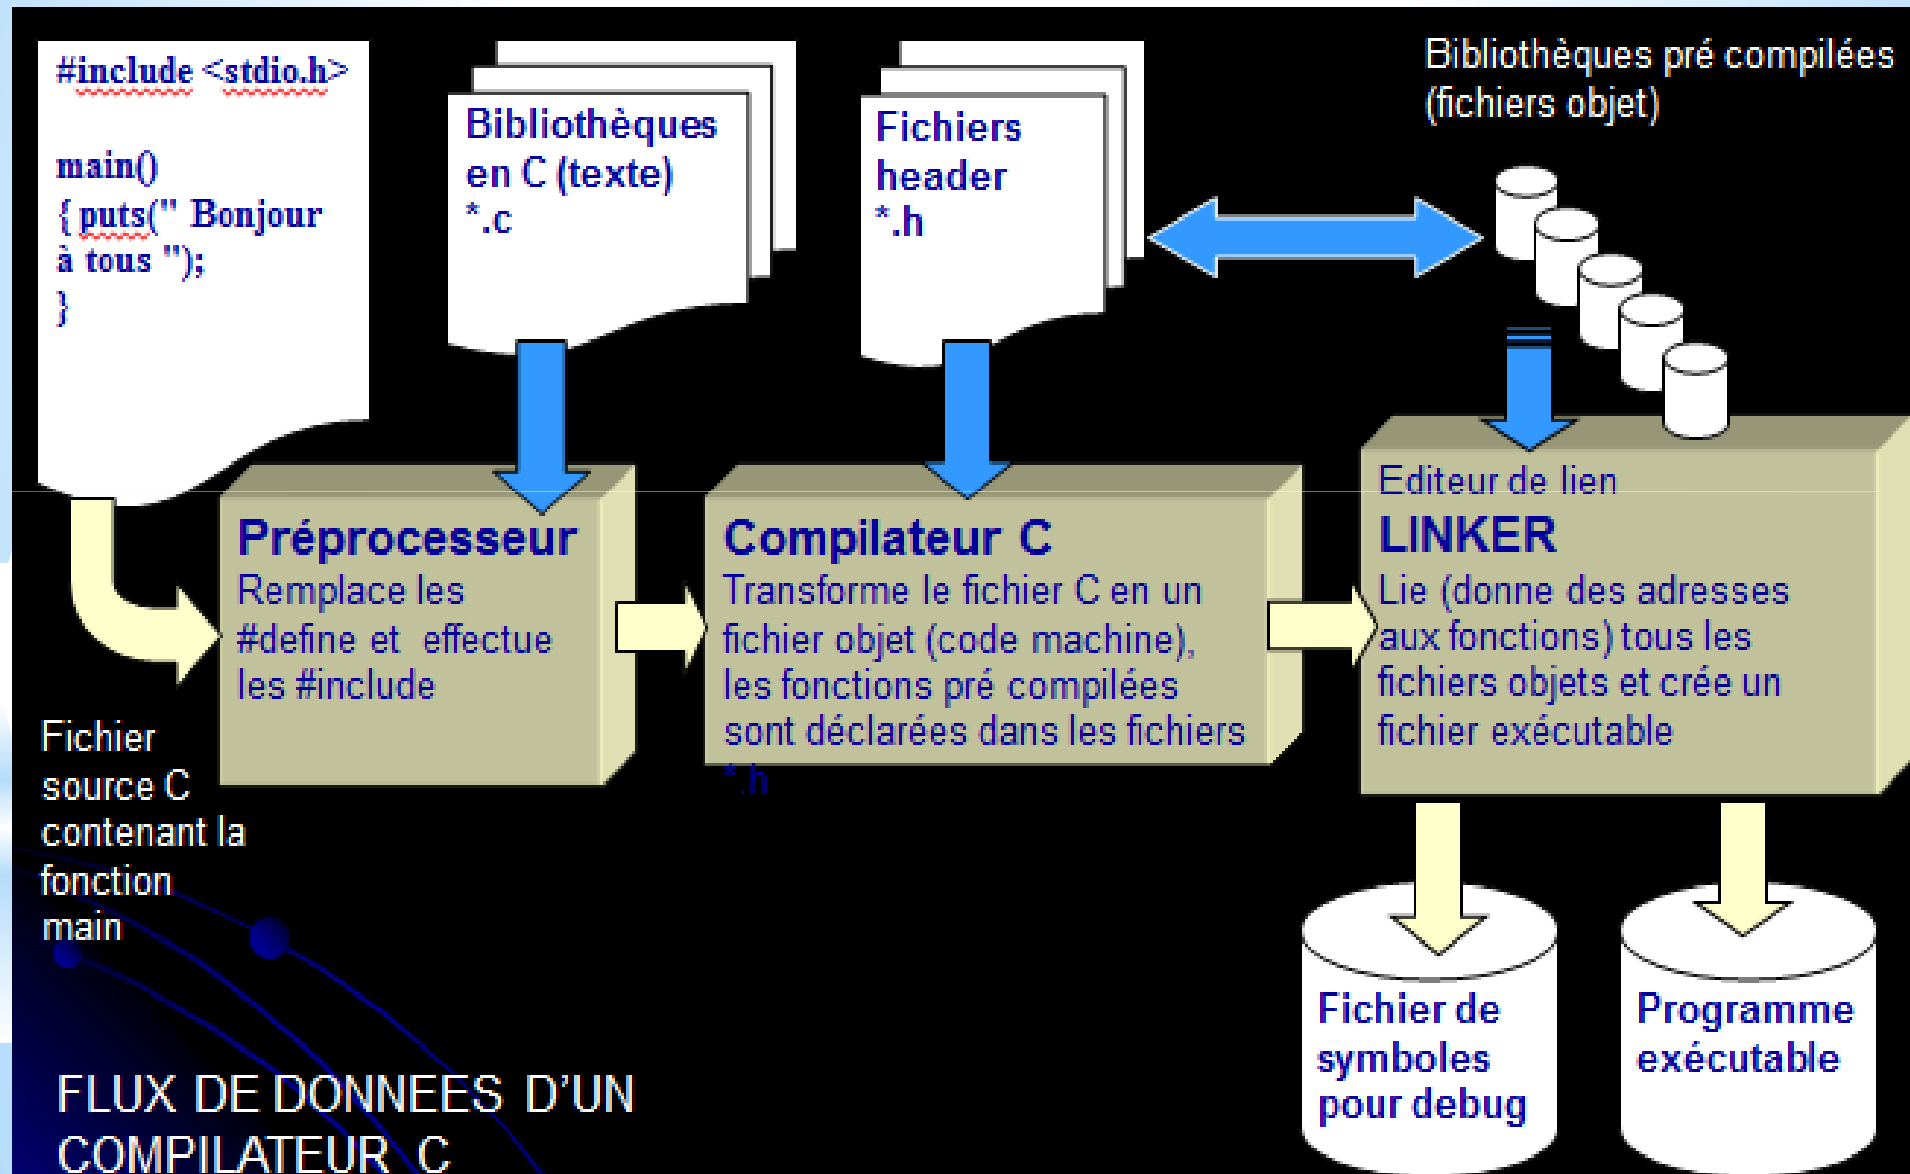 #include <stdio.h>
main()
{ puts(" Bonjour
à tous ");
}
Bibliothèques
en C (texte)
*.c
Fichiers
header
*.h
Bibliothèques pré compilées
(fichiers objet)
Préprocesseur
Remplace les
#define et effectue
les #include
Compilateur C
Transforme le fichier C en un
fichier objet (code machine),
les fonctions pré compilées
sont déclarées dans les fichiers
*.h
Editeur de lien
LINKER
Lie (donne des adresses
aux fonctions) tous les
fichiers objets et crée un
fichier exécutable
Fichier
source C
contenant la
fonction
main
Fichier de
symboles
pour debug
Programme
exécutable
FLUX DE DONNEES D’UN
COMPILATEUR C